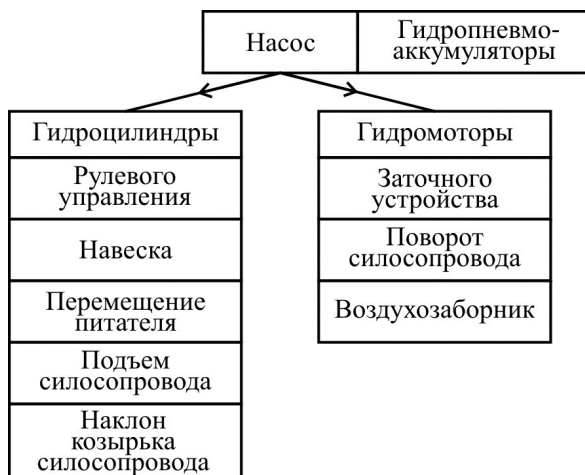 Насос
Гидропневмо-
аккумуляторы
Гидроцилиндры
Рулевого
управления
Навеска
Перемещение
питателя
Подъем
силосопровода
Наклон
козырька
силосопровода
Гидромоторы
Заточного
устройства
Поворот
силосопровода
Воздухозаборник